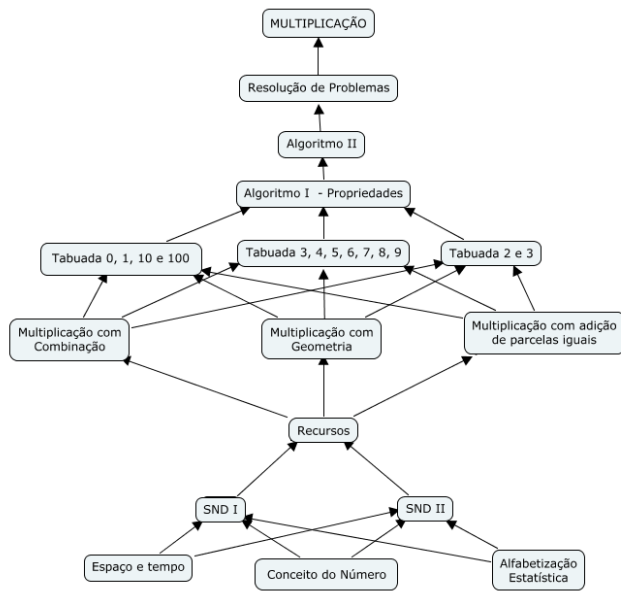 MULTIPLICAÇÃO
Resolução de Problemas
Algoritmo II
Algoritmo I - Propriedades
Tabuada 0, 1, 10 e 100
Tabuada 3, 4, 5, 6, 7, 8, 9
Tabuada 2 e 3
Multiplicação com
Combinação
Multiplicação com
Geometria
Multiplicação com adição
de parcelas iguais
Recursos
SND I
SND II
Espaço e tempo
Conceito do Número
Alfabetização
Estatística